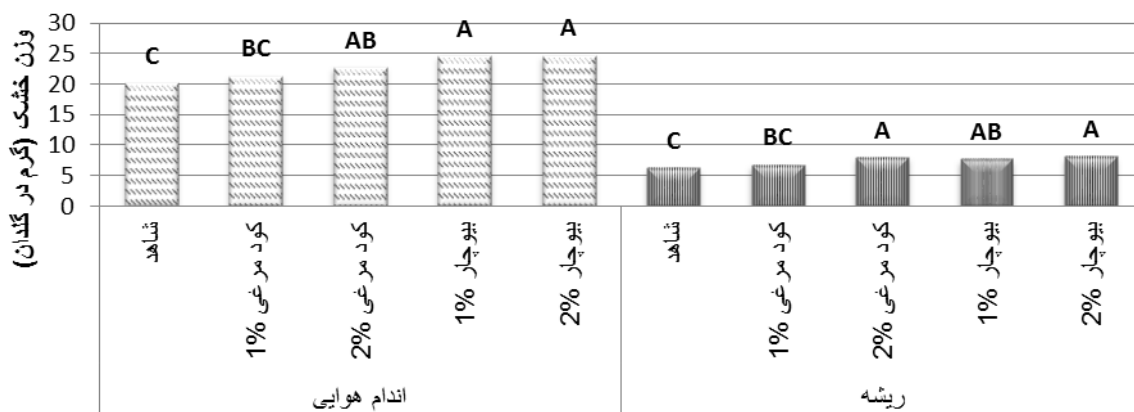 وزن خشک (گرم در گلدان)
30
25
20
15
10
5
0
C
BC
AB
A
A
C
BC
A
AB
A
شاهد
کود مرغی 1%
کود مرغی 2%
بیوچار 1%
بیوچار 2%
شاهد
کود مرغی 1%
کود مرغی 2%
بیوچار 1%
بیوچار 2%
اندام هوایی
ریشه